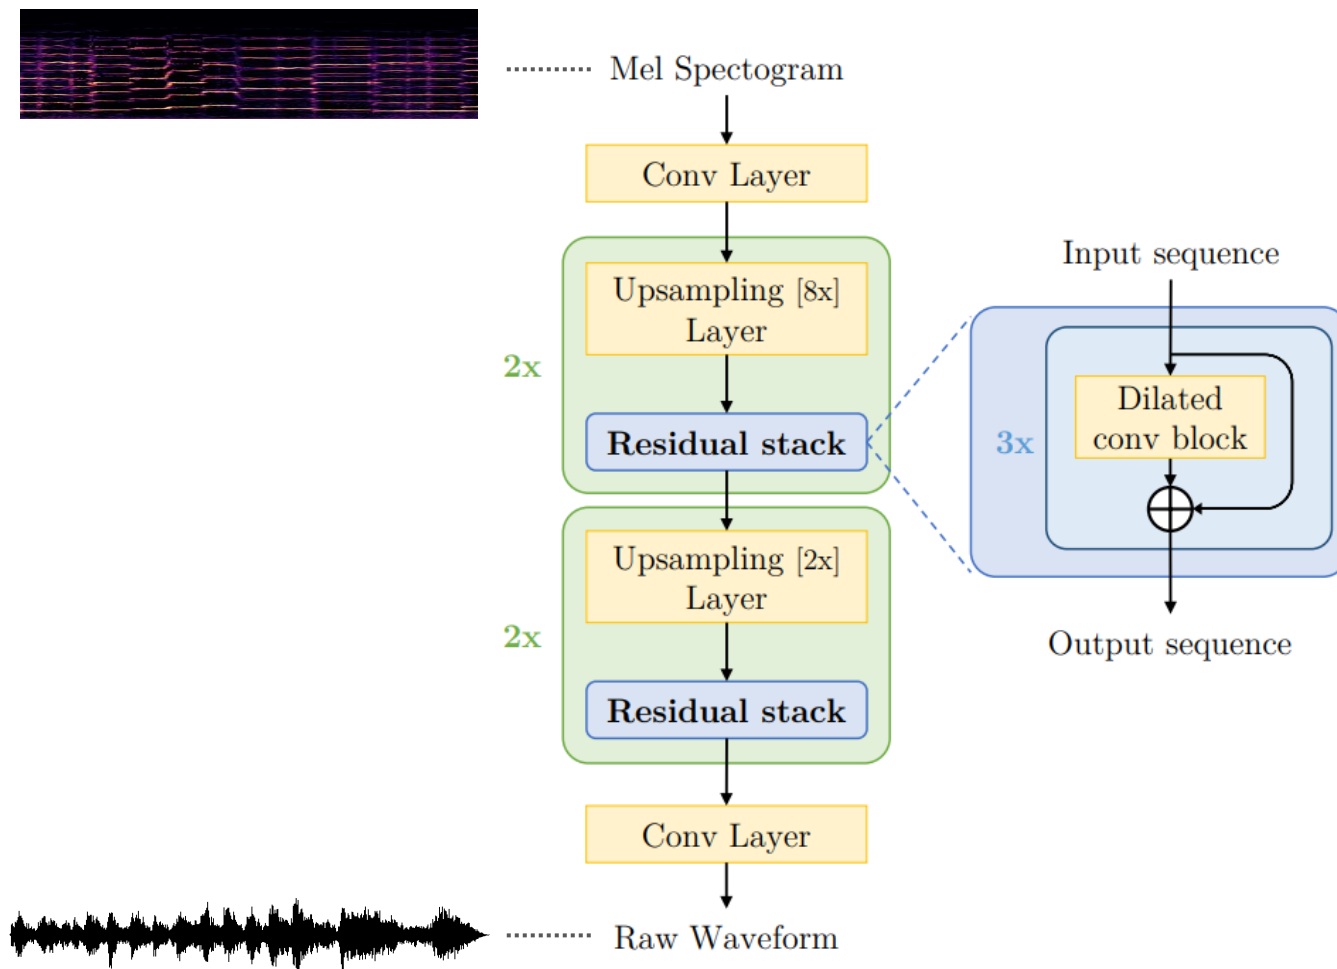 Mel Spectogram
Conv Layer
Upsampling [8x]
Layer
2x
Residual stack
Upsampling [2x]
Layer
2x
Residual stack
Conv Layer
Raw Waveform
Input sequence
Dilated
conv block
3x
Output sequence